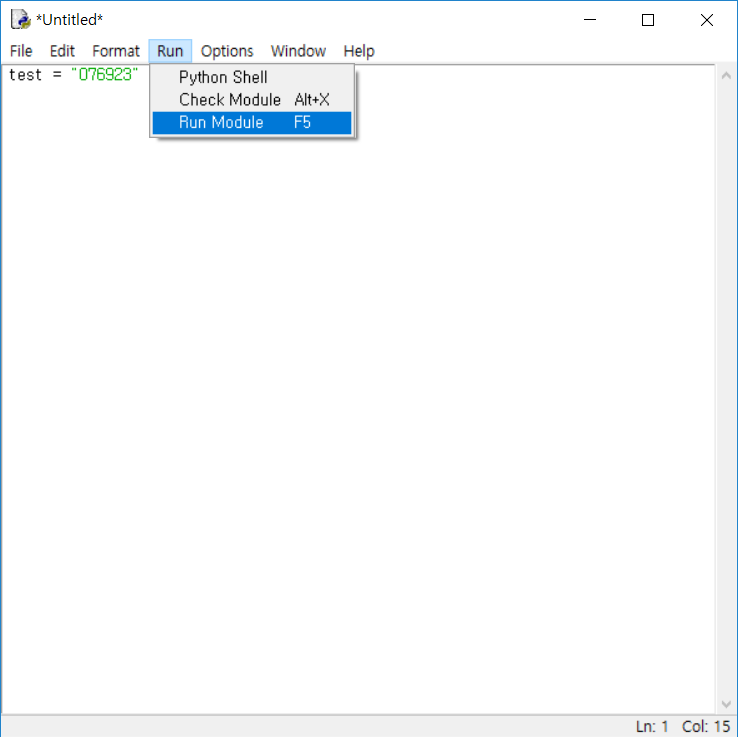 *Untitled*
File Edit Format Run Options Window Help
test = "076923"
Python Shell
Check Module Alt+X
Run Module F5
Ln: 1 Col: 15